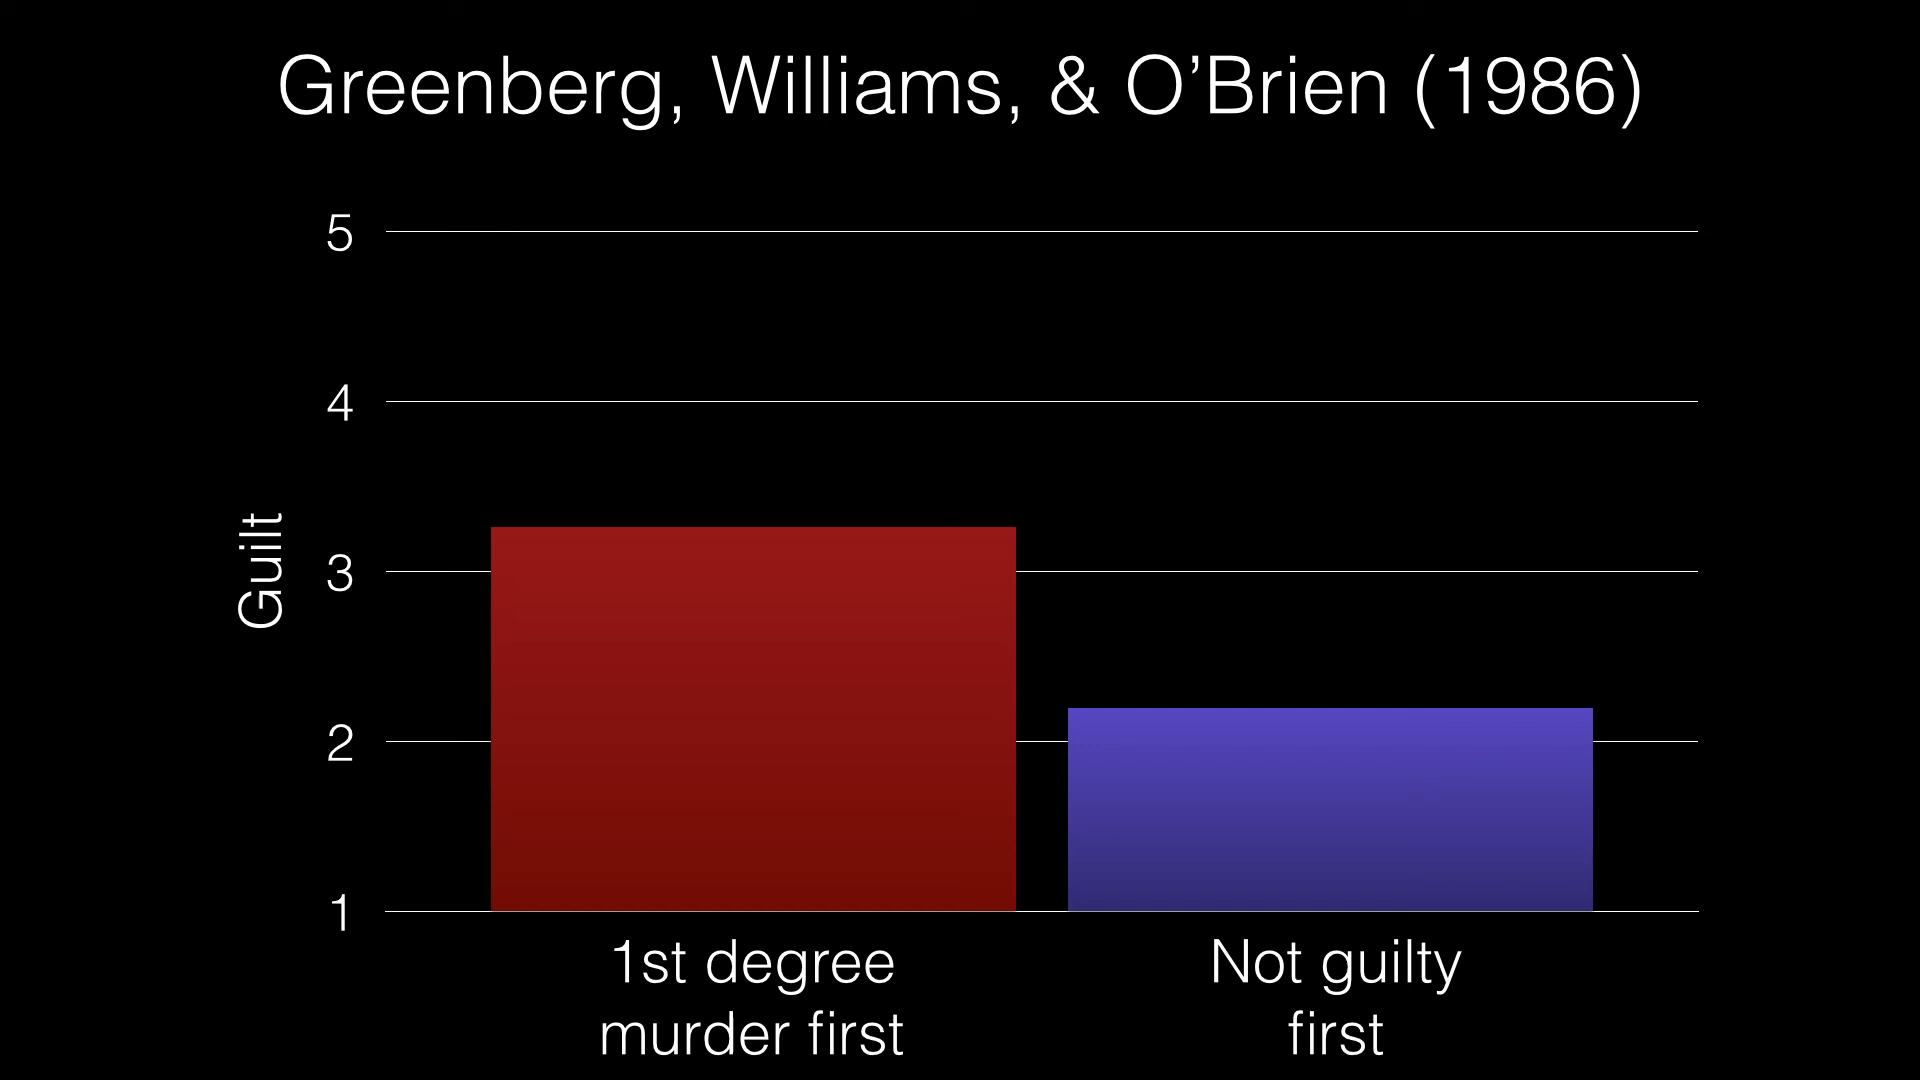 Greenberg, Williams, & O’Brien (1986)
5
4
3
2
1
Guilt
1st degree
murder first
Not guilty
first